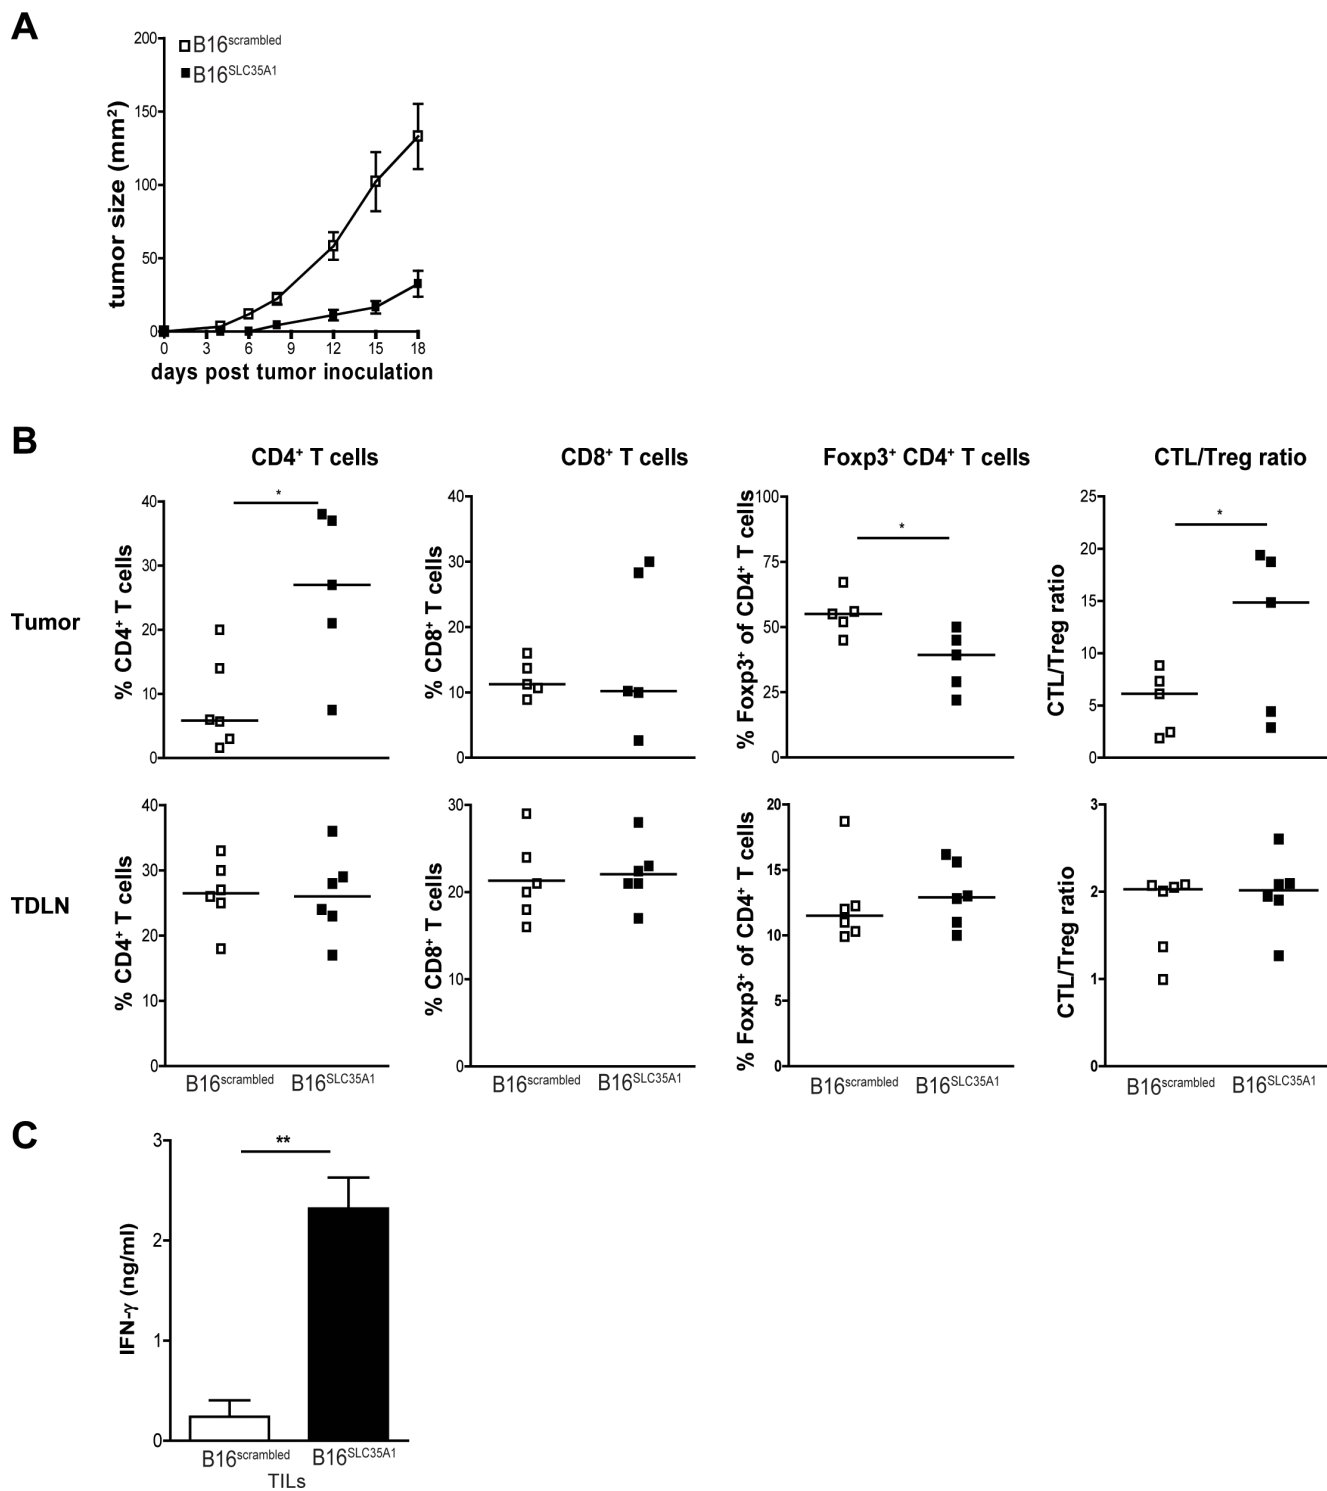 A
200
150
100
50
0
B16scrambled
B16SLC35A1
tumor size (mm²)
0 3 6 9 12 15 18
days post tumor inoculation
B
CD4⁺ T cells
CD8⁺ T cells
Foxp3⁺ CD4⁺ T cells
CTL/Treg ratio
Tumor
% CD4⁺ T cells
40
30
20
10
0
*
% CD8⁺ T cells
40
30
20
10
0
% Foxp3⁺ of CD4⁺ T cells
100
75
50
25
0
*
CTL/Treg ratio
25
20
15
10
5
0
*
TDLN
% CD4⁺ T cells
40
30
20
10
0
B16scrambled B16SLC35A1
% CD8⁺ T cells
30
20
10
0
B16scrambled B16SLC35A1
% Foxp3⁺ of CD4⁺ T cells
20
15
10
5
0
B16scrambled B16SLC35A1
CTL/Treg ratio
3
2
1
0
B16scrambled B16SLC35A1
C
IFN-γ (ng/ml)
3
2
1
0
**
B16scrambled B16SLC35A1
TILs